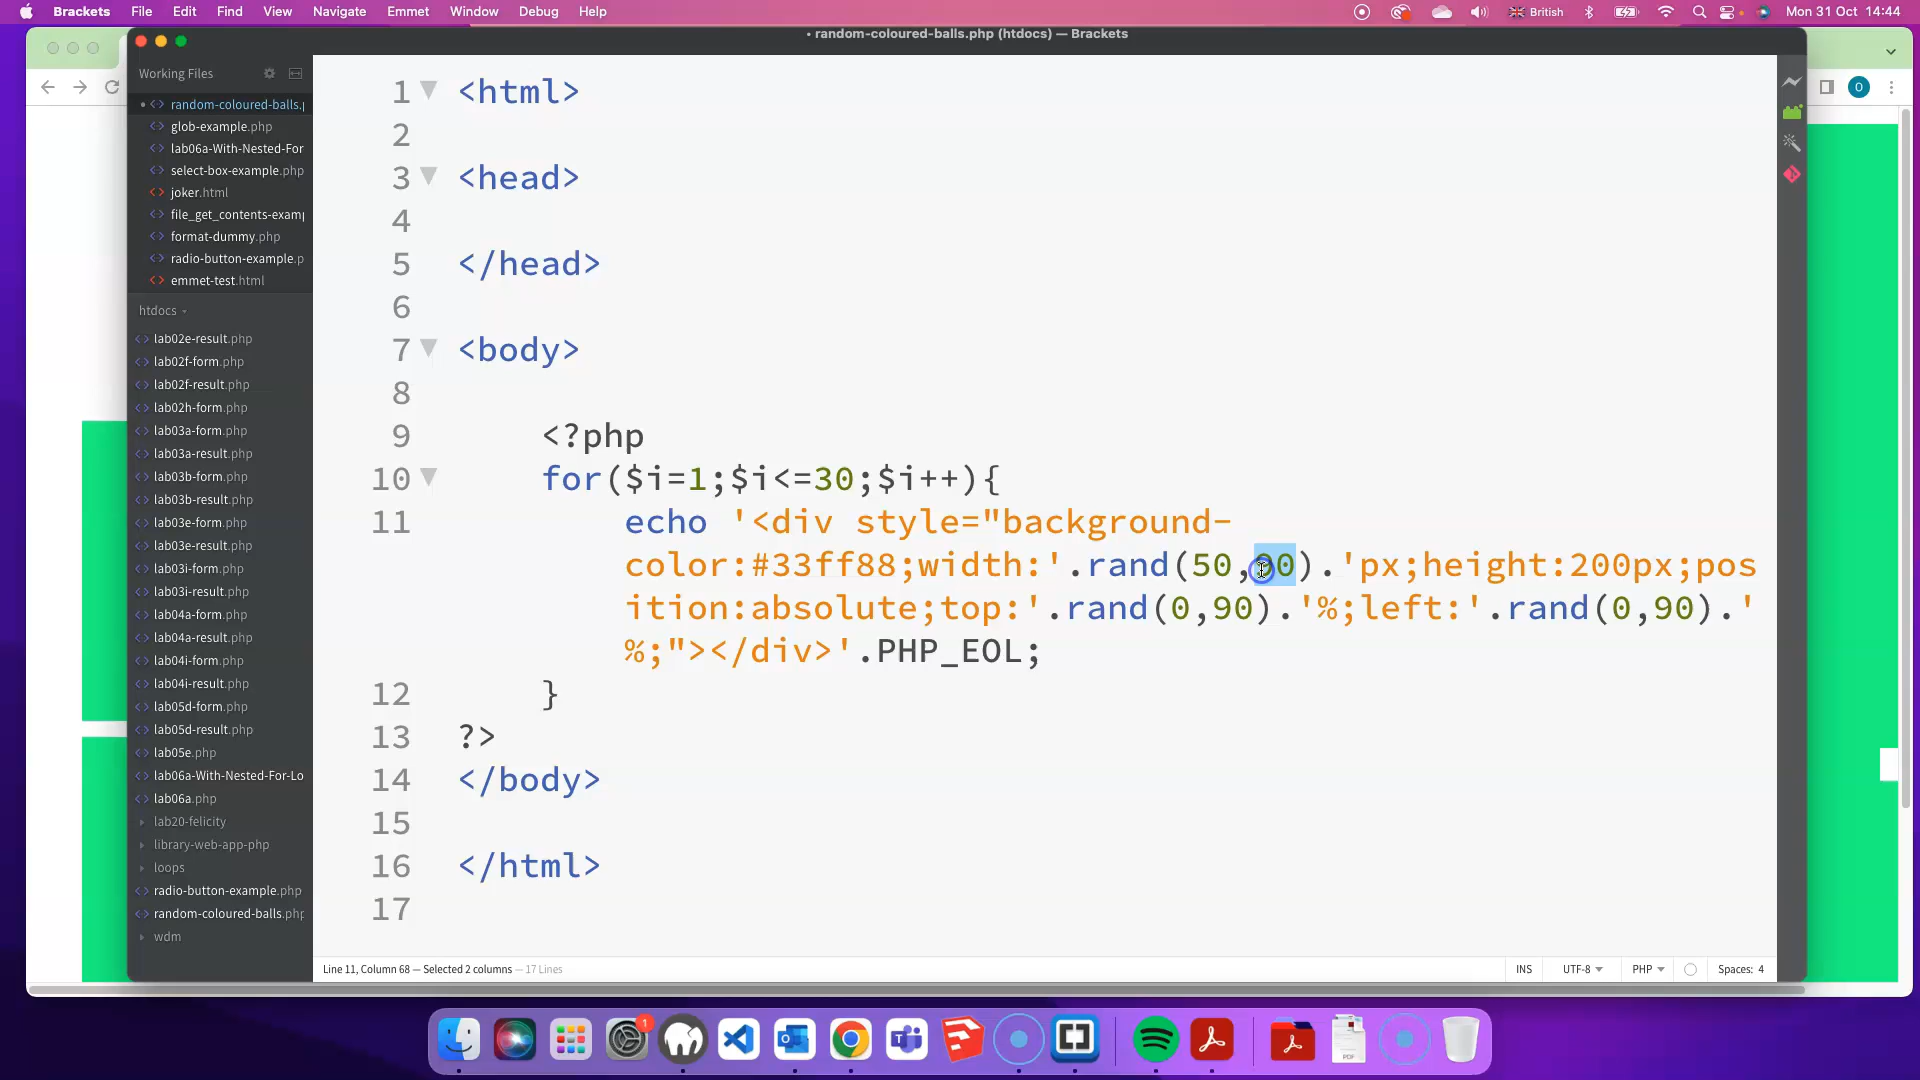 Brackets File Edit Find View Navigate Emmet Window Debug Help
British Mon 31 Oct 14:44
• random-coloured-balls.php (htdocs) — Brackets
Working Files
random-coloured-balls.p
glob-example.php
lab06a-With-Nested-For
select-box-example.php
joker.html
file_get_contents-examp
format-dummy.php
radio-button-example.p
emmet-test.html
htdocs
lab02e-result.php
lab02f-form.php
lab02f-result.php
lab02h-form.php
lab03a-form.php
lab03a-result.php
lab03b-form.php
lab03b-result.php
lab03e-form.php
lab03e-result.php
lab03i-form.php
lab03i-result.php
lab04a-form.php
lab04a-result.php
lab04i-form.php
lab04i-result.php
lab05d-form.php
lab05d-result.php
lab05e.php
lab06a-With-Nested-For-Lo
lab06a.php
lab20-felicity
library-web-app-php
loops
radio-button-example.php
random-coloured-balls.php
wdm
1 <html>
2
3 <head>
4
5 </head>
6
7 <body>
8
9 <?php
10 for($i=1;$i<=30;$i++){
11 echo '<div style="background-
color:#33ff88;width:'.rand(50,90).'px;height:200px;pos
ition:absolute;top:'.rand(0,90).'%;left:'.rand(0,90).'
%;"></div>'.PHP_EOL;
12 }
13 ?>
14 </body>
15
16 </html>
17
Line 11, Column 68 — Selected 2 columns — 17 Lines
INS UTF-8 PHP Spaces: 4
O
1
PDF